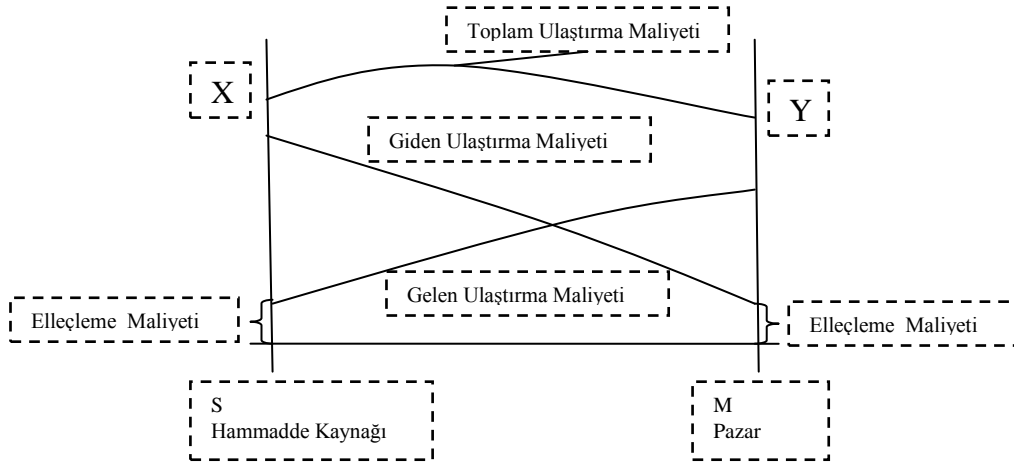 Toplam Ulaştırma Maliyeti
X
Y
Giden Ulaştırma Maliyeti
Gelen Ulaştırma Maliyeti
Elleçleme Maliyeti
Elleçleme Maliyeti
S
Hammadde Kaynağı
M
Pazar